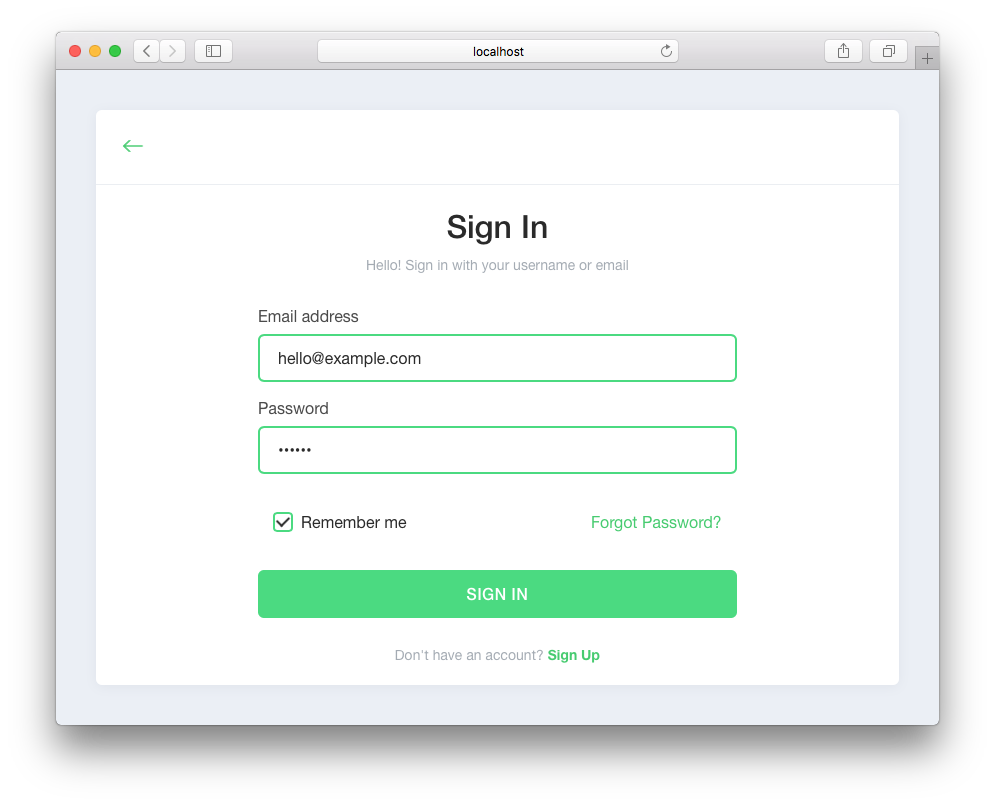 localhost
Sign In
Hello! Sign in with your username or email
Email address
hello@example.com
Password
••••••
Remember me
Forgot Password?
SIGN IN
Don't have an account? Sign Up